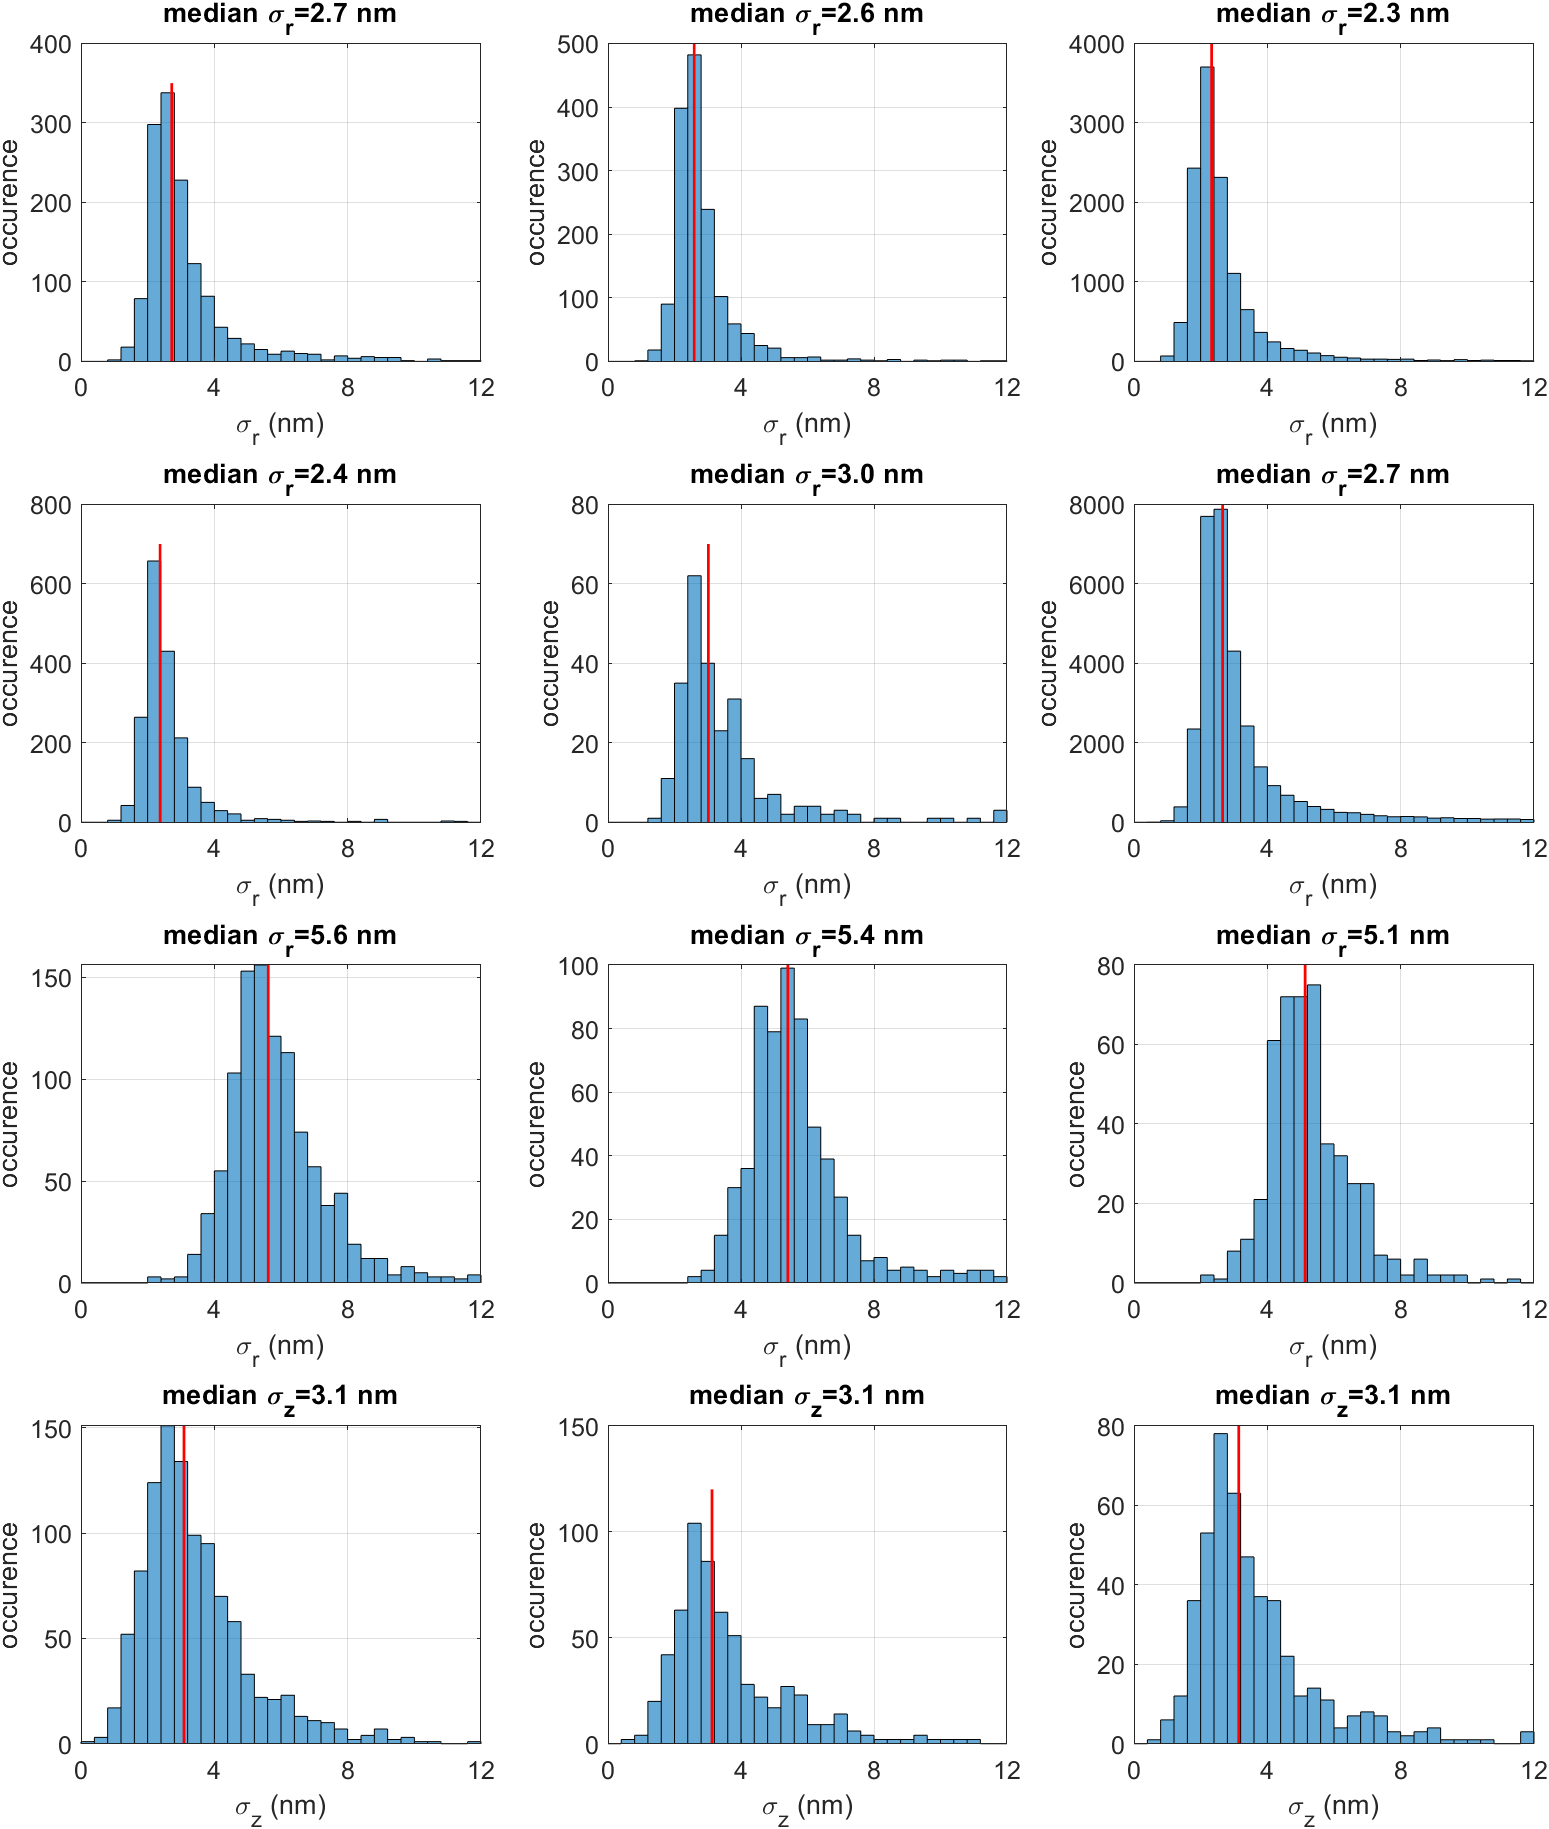 median σr=2.7 nm
400
300
200
100
0
occurence
0 4 8 12
σr (nm)
median σr=2.6 nm
500
400
300
200
100
0
occurence
0 4 8 12
σr (nm)
median σr=2.3 nm
4000
3000
2000
1000
0
occurence
0 4 8 12
σr (nm)
median σr=2.4 nm
800
600
400
200
0
occurence
0 4 8 12
σr (nm)
median σr=3.0 nm
80
60
40
20
0
occurence
0 4 8 12
σr (nm)
median σr=2.7 nm
8000
6000
4000
2000
0
occurence
0 4 8 12
σr (nm)
median σr=5.6 nm
150
100
50
0
occurence
0 4 8 12
σr (nm)
median σr=5.4 nm
100
80
60
40
20
0
occurence
0 4 8 12
σr (nm)
median σr=5.1 nm
80
60
40
20
0
occurence
0 4 8 12
σr (nm)
median σz=3.1 nm
150
100
50
0
occurence
0 4 8 12
σz (nm)
median σz=3.1 nm
150
100
50
0
occurence
0 4 8 12
σz (nm)
median σz=3.1 nm
80
60
40
20
0
occurence
0 4 8 12
σz (nm)